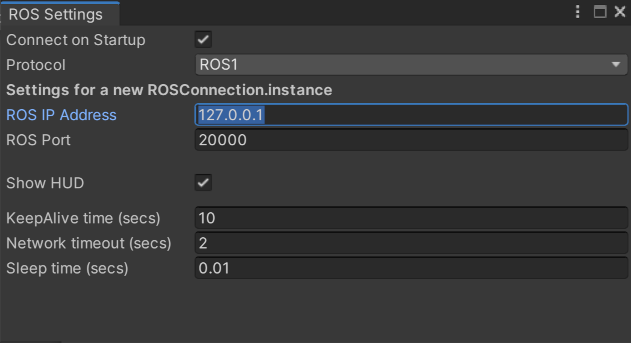 ROS Settings
Connect on Startup
Protocol ROS1
Settings for a new ROSConnection.instance
ROS IP Address 127.0.0.1
ROS Port 20000
Show HUD
KeepAlive time (secs) 10
Network timeout (secs) 2
Sleep time (secs) 0.01